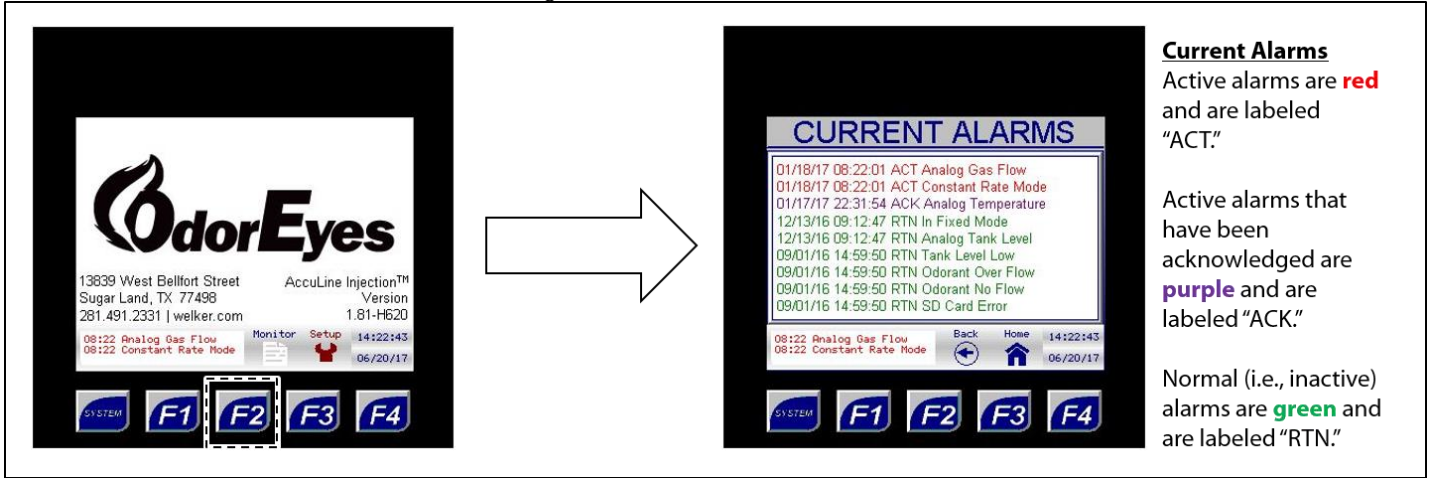 OdorEyes
13839 West Bellfort Street
Sugar Land, TX 77498
281.491.2331 | welker.com
AccuLine Injection™
Version
1.81-H620
08:22 Analog Gas Flow
08:22 Constant Rate Mode
Monitor
Setup
14:22:43
06/20/17
SYSTEM
F1
F2
F3
F4
CURRENT ALARMS
01/18/17 08:22:01 ACT Analog Gas Flow
01/18/17 08:22:01 ACT Constant Rate Mode
01/17/17 22:31:54 ACK Analog Temperature
12/13/16 09:12:47 RTN In Fixed Mode
12/13/16 09:12:47 RTN Analog Tank Level
09/01/16 14:59:50 RTN Tank Level Low
09/01/16 14:59:50 RTN Odorant Over Flow
09/01/16 14:59:50 RTN Odorant No Flow
09/01/16 14:59:50 RTN SD Card Error
08:22 Analog Gas Flow
08:22 Constant Rate Mode
Back
Home
14:22:43
06/20/17
SYSTEM
F1
F2
F3
F4
Current Alarms
Active alarms are red
and are labeled
“ACT.”
Active alarms that
have been
acknowledged are
purple and are
labeled “ACK.”
Normal (i.e., inactive)
alarms are green and
are labeled “RTN.”